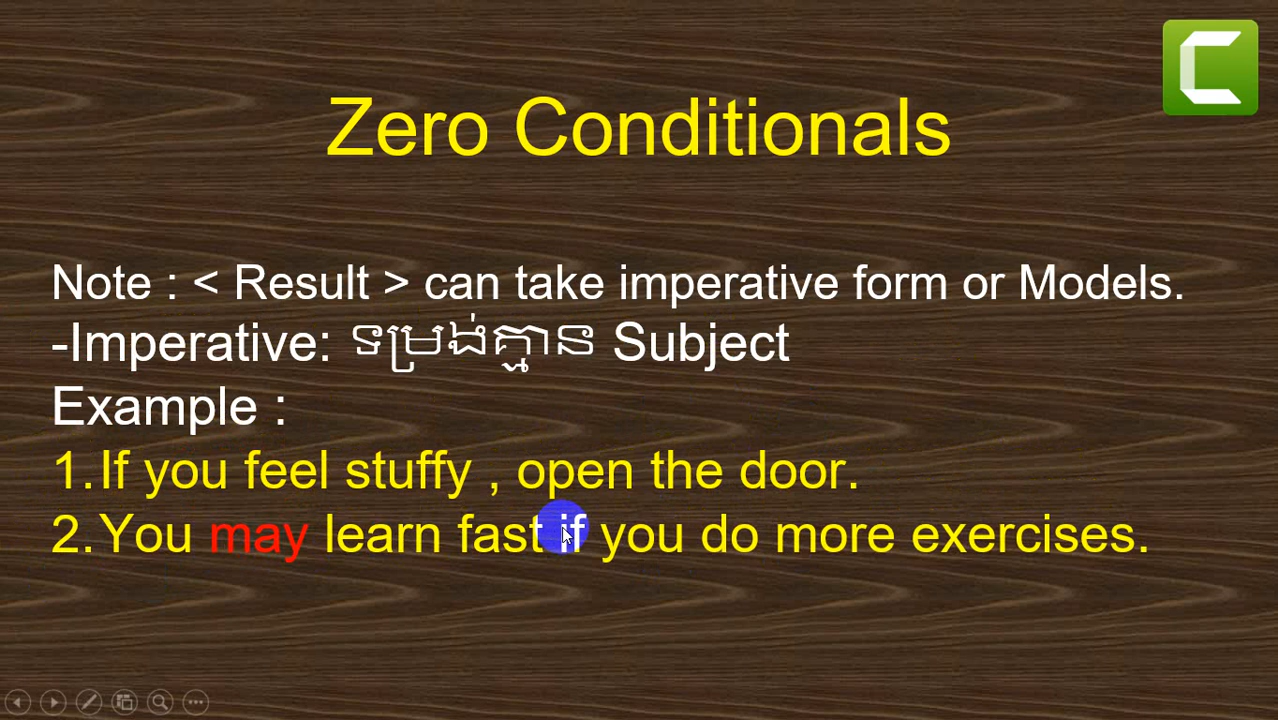 Zero Conditionals
Note : < Result > can take imperative form or Models.
-Imperative: ទម្រង់គ្មាន Subject
Example :
1.If you feel stuffy , open the door.
2.You may learn fast if you do more exercises.